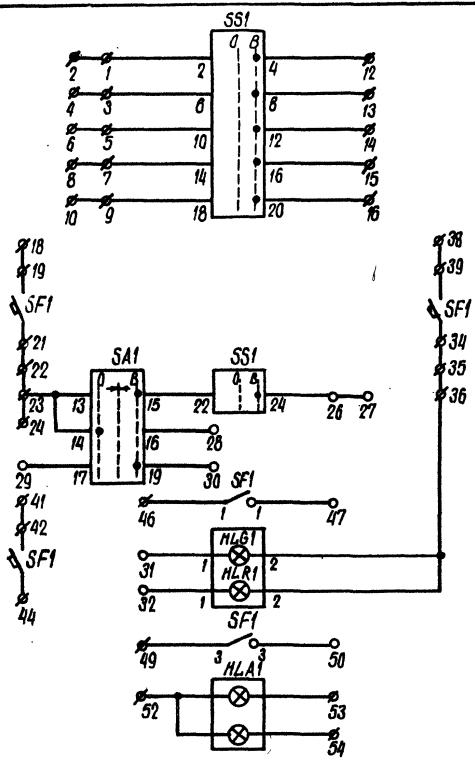 SS1
О В
2 1 2 4 12
4 3 6 8 13
6 5 10 12 14
8 7 14 16 15
10 9 18 20 16
18 38
19 39
SF1 SF1
21 34
22 SA1 SS1 35
О В О В
23 13 15 22 24 26 27 36
24 14 16 28
29 17 19 30
41 SF1
46 1 1 47
42 HLG1
SF1 31 1 2
HLR1
44 32 1 2
SF1
49 3 3 50
HLA1
52 53
54